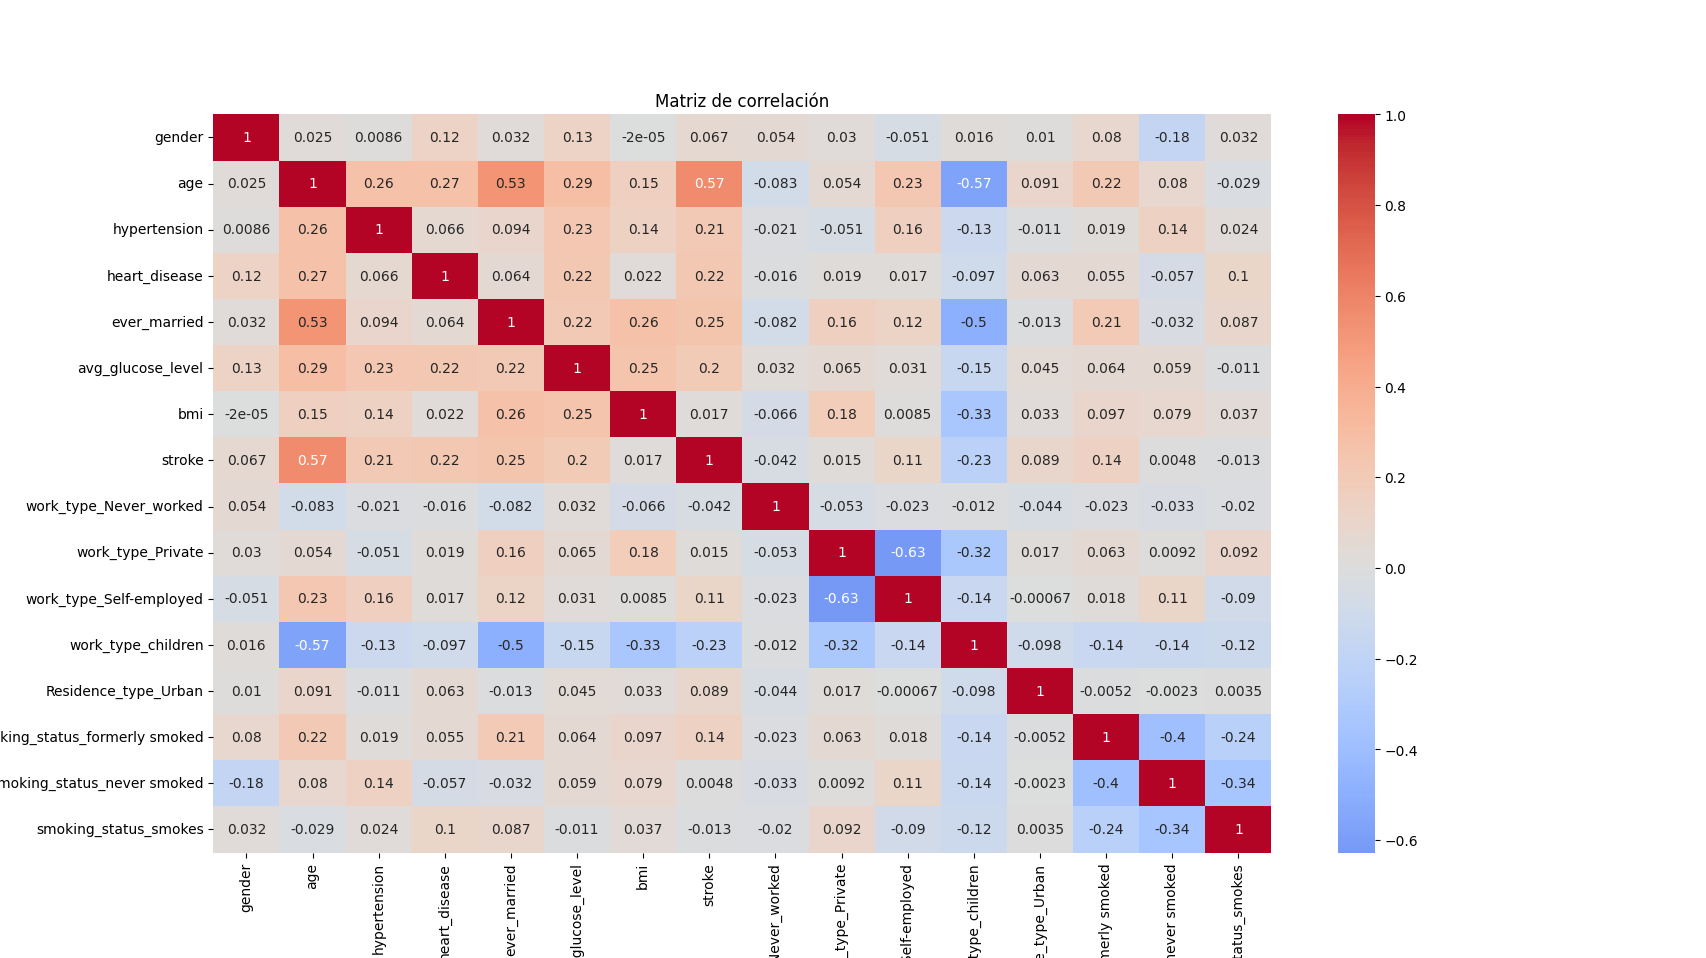 Matriz de correlación
gender 1 0.025 0.0086 0.12 0.032 0.13 -2e-05 0.067 0.054 0.03 -0.051 0.016 0.01 0.08 -0.18 0.032
age 0.025 1 0.26 0.27 0.53 0.29 0.15 0.57 -0.083 0.054 0.23 -0.57 0.091 0.22 0.08 -0.029
hypertension 0.0086 0.26 1 0.066 0.094 0.23 0.14 0.21 -0.021 -0.051 0.16 -0.13 -0.011 0.019 0.14 0.024
heart_disease 0.12 0.27 0.066 1 0.064 0.22 0.022 0.22 -0.016 0.019 0.017 -0.097 0.063 0.055 -0.057 0.1
ever_married 0.032 0.53 0.094 0.064 1 0.22 0.26 0.25 -0.082 0.16 0.12 -0.5 -0.013 0.21 -0.032 0.087
avg_glucose_level 0.13 0.29 0.23 0.22 0.22 1 0.25 0.2 0.032 0.065 0.031 -0.15 0.045 0.064 0.059 -0.011
bmi -2e-05 0.15 0.14 0.022 0.26 0.25 1 0.017 -0.066 0.18 0.0085 -0.33 0.033 0.097 0.079 0.037
stroke 0.067 0.57 0.21 0.22 0.25 0.2 0.017 1 -0.042 0.015 0.11 -0.23 0.089 0.14 0.0048 -0.013
work_type_Never_worked 0.054 -0.083 -0.021 -0.016 -0.082 0.032 -0.066 -0.042 1 -0.053 -0.023 -0.012 -0.044 -0.023 -0.033 -0.02
work_type_Private 0.03 0.054 -0.051 0.019 0.16 0.065 0.18 0.015 -0.053 1 -0.63 -0.32 0.017 0.063 0.0092 0.092
work_type_Self-employed -0.051 0.23 0.16 0.017 0.12 0.031 0.0085 0.11 -0.023 -0.63 1 -0.14 -0.00067 0.018 0.11 -0.09
work_type_children 0.016 -0.57 -0.13 -0.097 -0.5 -0.15 -0.33 -0.23 -0.012 -0.32 -0.14 1 -0.098 -0.14 -0.14 -0.12
Residence_type_Urban 0.01 0.091 -0.011 0.063 -0.013 0.045 0.033 0.089 -0.044 0.017 -0.00067 -0.098 1 -0.0052 -0.0023 0.0035
king_status_formerly smoked 0.08 0.22 0.019 0.055 0.21 0.064 0.097 0.14 -0.023 0.063 0.018 -0.14 -0.0052 1 -0.4 -0.24
moking_status_never smoked -0.18 0.08 0.14 -0.057 -0.032 0.059 0.079 0.0048 -0.033 0.0092 0.11 -0.14 -0.0023 -0.4 1 -0.34
smoking_status_smokes 0.032 -0.029 0.024 0.1 0.087 -0.011 0.037 -0.013 -0.02 0.092 -0.09 -0.12 0.0035 -0.24 -0.34 1
gender
age
hypertension
heart_disease
ever_married
glucose_level
bmi
stroke
Never_worked
_type_Private
Self-employed
type_children
e_type_Urban
merly smoked
never smoked
tatus_smokes
1.0
0.8
0.6
0.4
0.2
0.0
−0.2
−0.4
−0.6